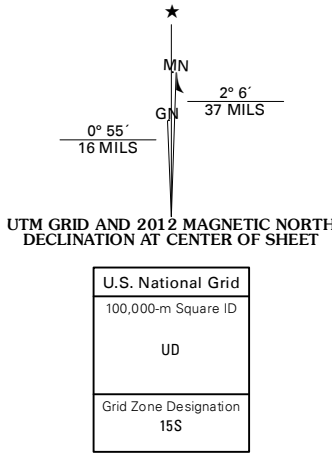 ★
MN
GN
2° 6´
37 MILS
0° 55´
16 MILS
UTM GRID AND 2012 MAGNETIC NORTH
DECLINATION AT CENTER OF SHEET
U.S. National Grid
100,000-m Square ID
UD
Grid Zone Designation
15S